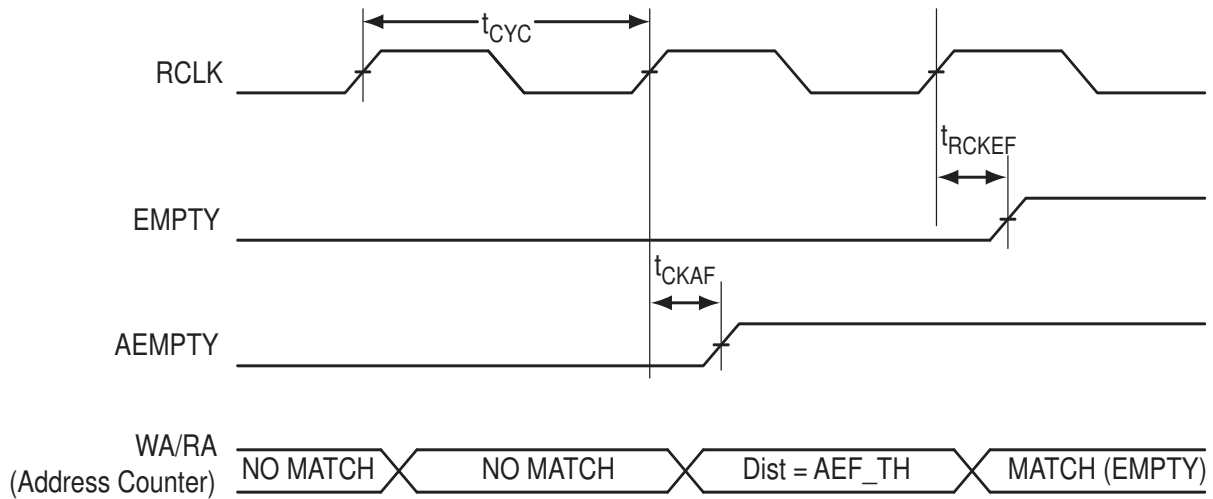 tCYC
RCLK
tRCKEF
EMPTY
tCKAF
AEMPTY
WA/RA
(Address Counter)
NO MATCH
NO MATCH
Dist = AEF_TH
MATCH (EMPTY)